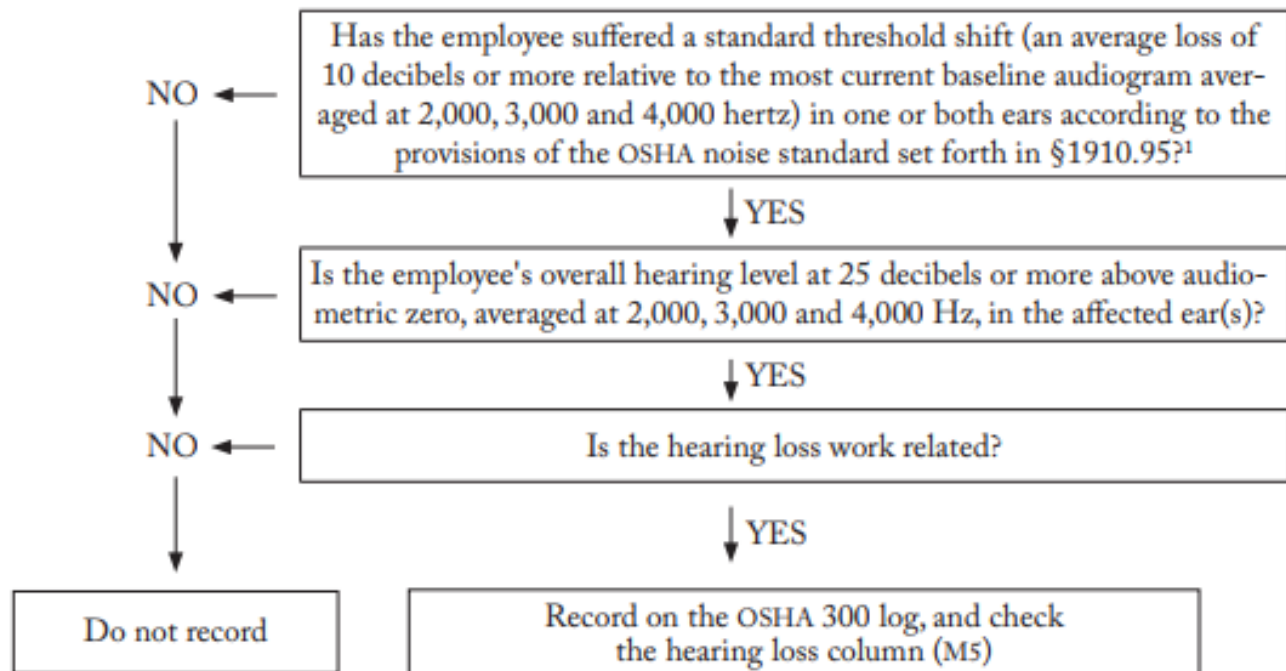 Has the employee suffered a standard threshold shift (an average loss of
10 decibels or more relative to the most current baseline audiogram aver-
aged at 2,000, 3,000 and 4,000 hertz) in one or both ears according to the
provisions of the OSHA noise standard set forth in §1910.95?¹
NO
YES
Is the employee's overall hearing level at 25 decibels or more above audio-
metric zero, averaged at 2,000, 3,000 and 4,000 Hz, in the affected ear(s)?
NO
YES
Is the hearing loss work related?
NO
YES
Do not record
Record on the OSHA 300 log, and check
the hearing loss column (M5)